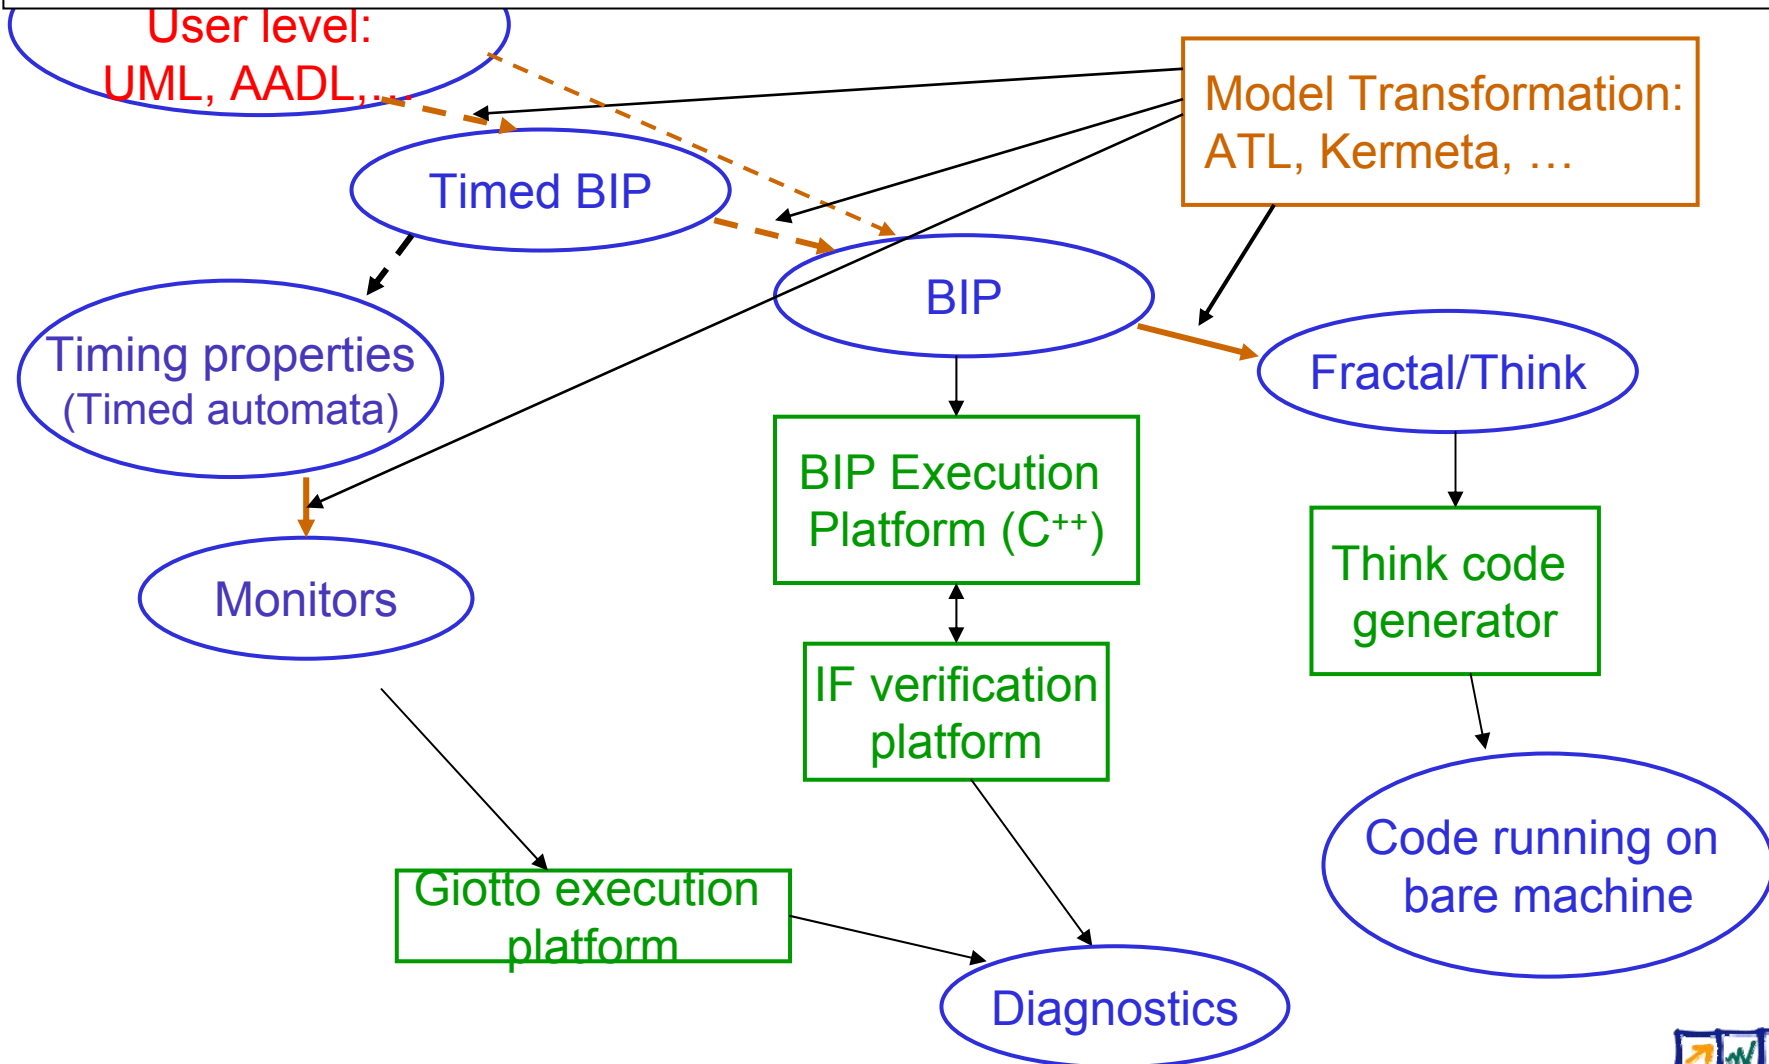 User level:
UML, AADL,...
Model Transformation:
ATL, Kermeta, …
Timed BIP
BIP
Timing properties
(Timed automata)
Fractal/Think
BIP Execution
Platform (C++)
Think code
generator
Monitors
IF verification
platform
Code running on
bare machine
Giotto execution
platform
Diagnostics